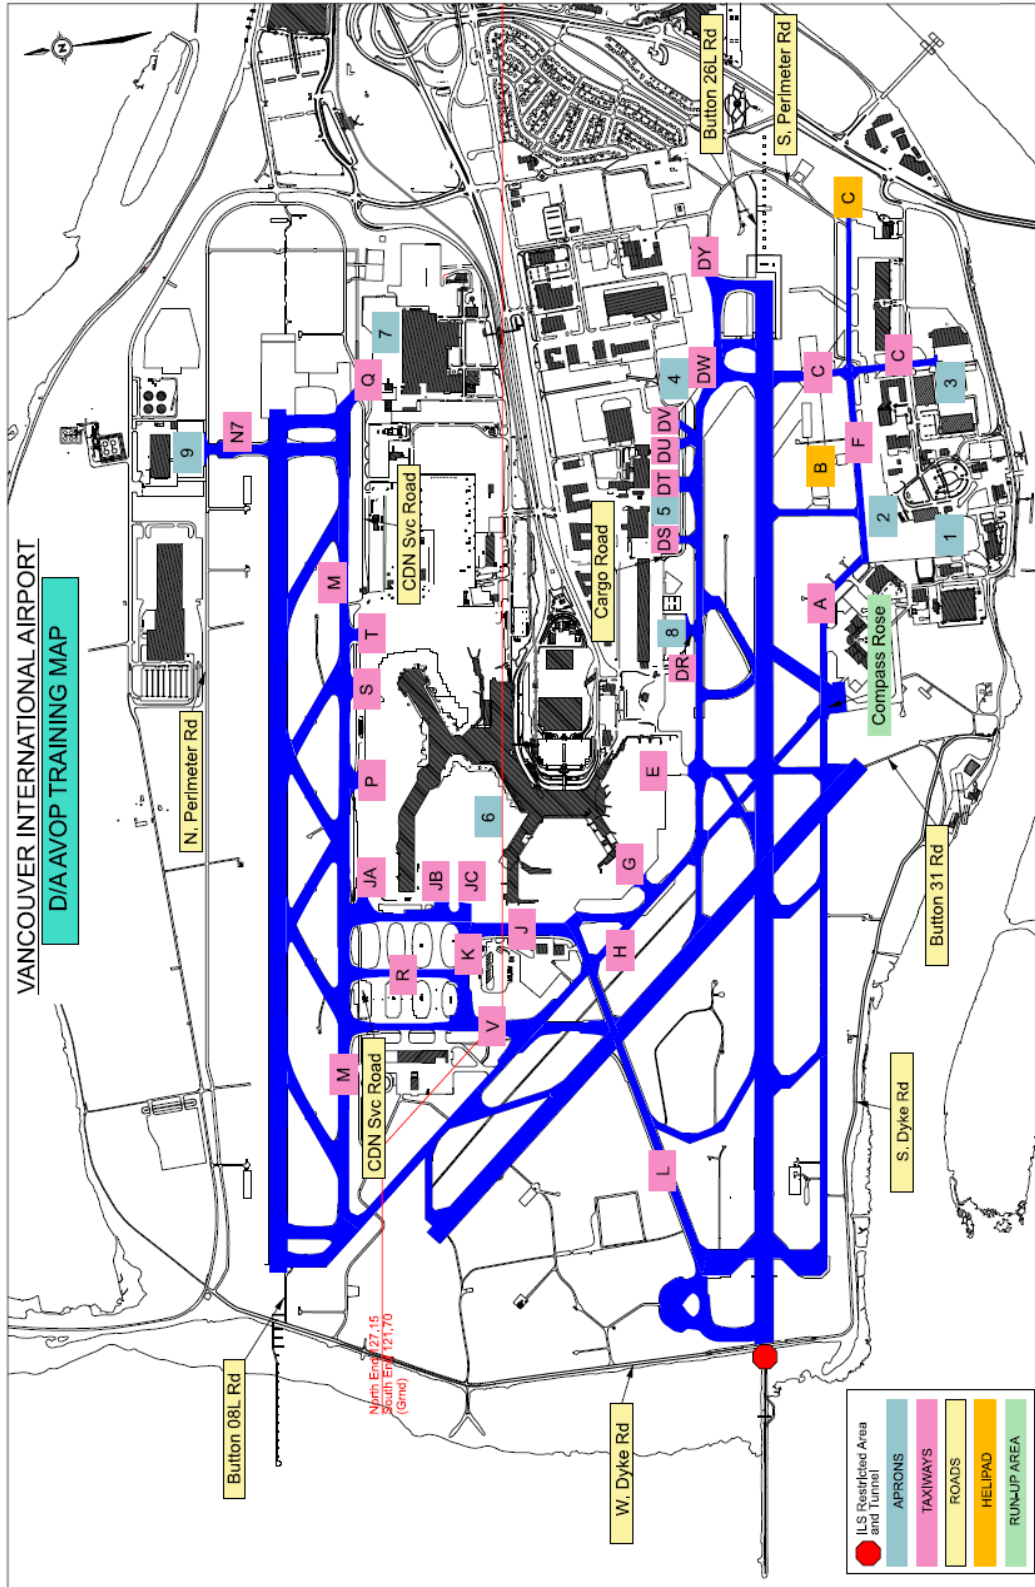 VANCOUVER INTERNATIONAL AIRPORT
D/A AVOP TRAINING MAP
N
N. Perimeter Rd
Button 08L Rd
W. Dyke Rd
S. Dyke Rd
Button 31 Rd
Button 26L Rd
S. Perimeter Rd
Cargo Road
CDN Svc Road
CDN Svc Road
Compass Rose
North End 127.15
South End 121.70
(Grnd)
9
N7
Q
7
M
T
S
P
JA
JB
JC
6
R
K
J
V
M
G
H
E
L
DR
8
DS
5
DT
DU
DV
4
DW
DY
C
C
C
3
F
B
2
1
A
ILS Restricted Area
and Tunnel
APRONS
TAXIWAYS
ROADS
HELIPAD
RUN-UP AREA